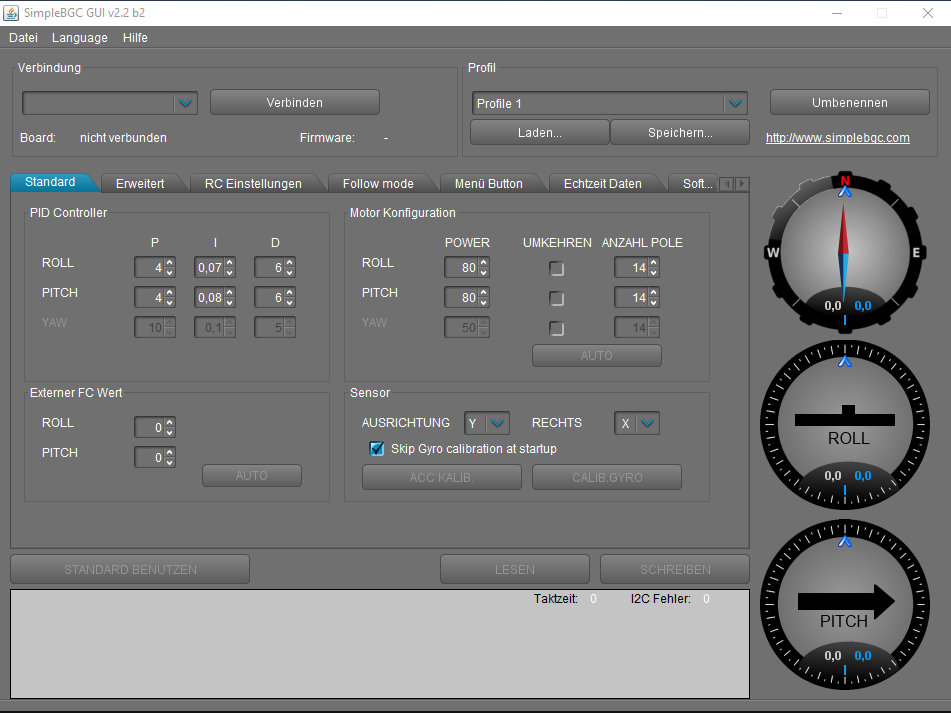 SimpleBGC GUI v2.2 b2
Datei Language Hilfe
Verbindung
Verbinden
Board: nicht verbunden Firmware: -
Profil
Profile 1 Umbenennen
Laden... Speichern... http://www.simplebgc.com
Standard Erweitert RC Einstellungen Follow mode Menü Button Echtzeit Daten Soft...
PID Controller
P I D
ROLL 4 0,07 6
PITCH 4 0,08 6
YAW 10 0,1 5
Motor Konfiguration
POWER UMKEHREN ANZAHL POLE
ROLL 80 14
PITCH 80 14
YAW 50 14
AUTO
Externer FC Wert
ROLL 0
PITCH 0
AUTO
Sensor
AUSRICHTUNG Y RECHTS X
Skip Gyro calibration at startup
ACC KALIB. CALIB.GYRO
STANDARD BENUTZEN LESEN SCHREIBEN
Taktzeit: 0 I2C Fehler: 0
N
W E
0,0 0,0
ROLL
0,0 0,0
PITCH
0,0 0,0